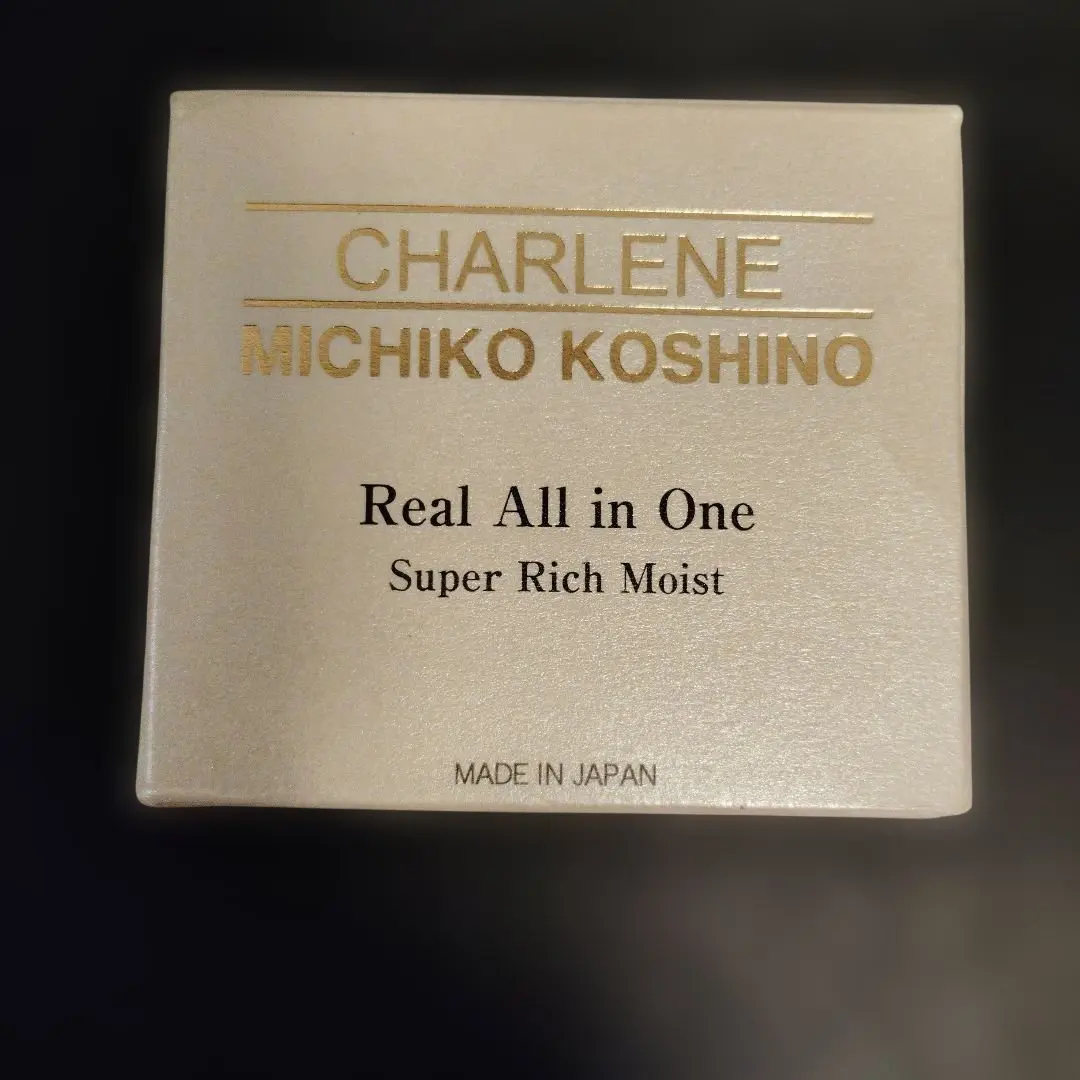 CHARLENE
MICHIKO KOSHINO
Real All in One
Super Rich Moist
MADE IN JAPAN